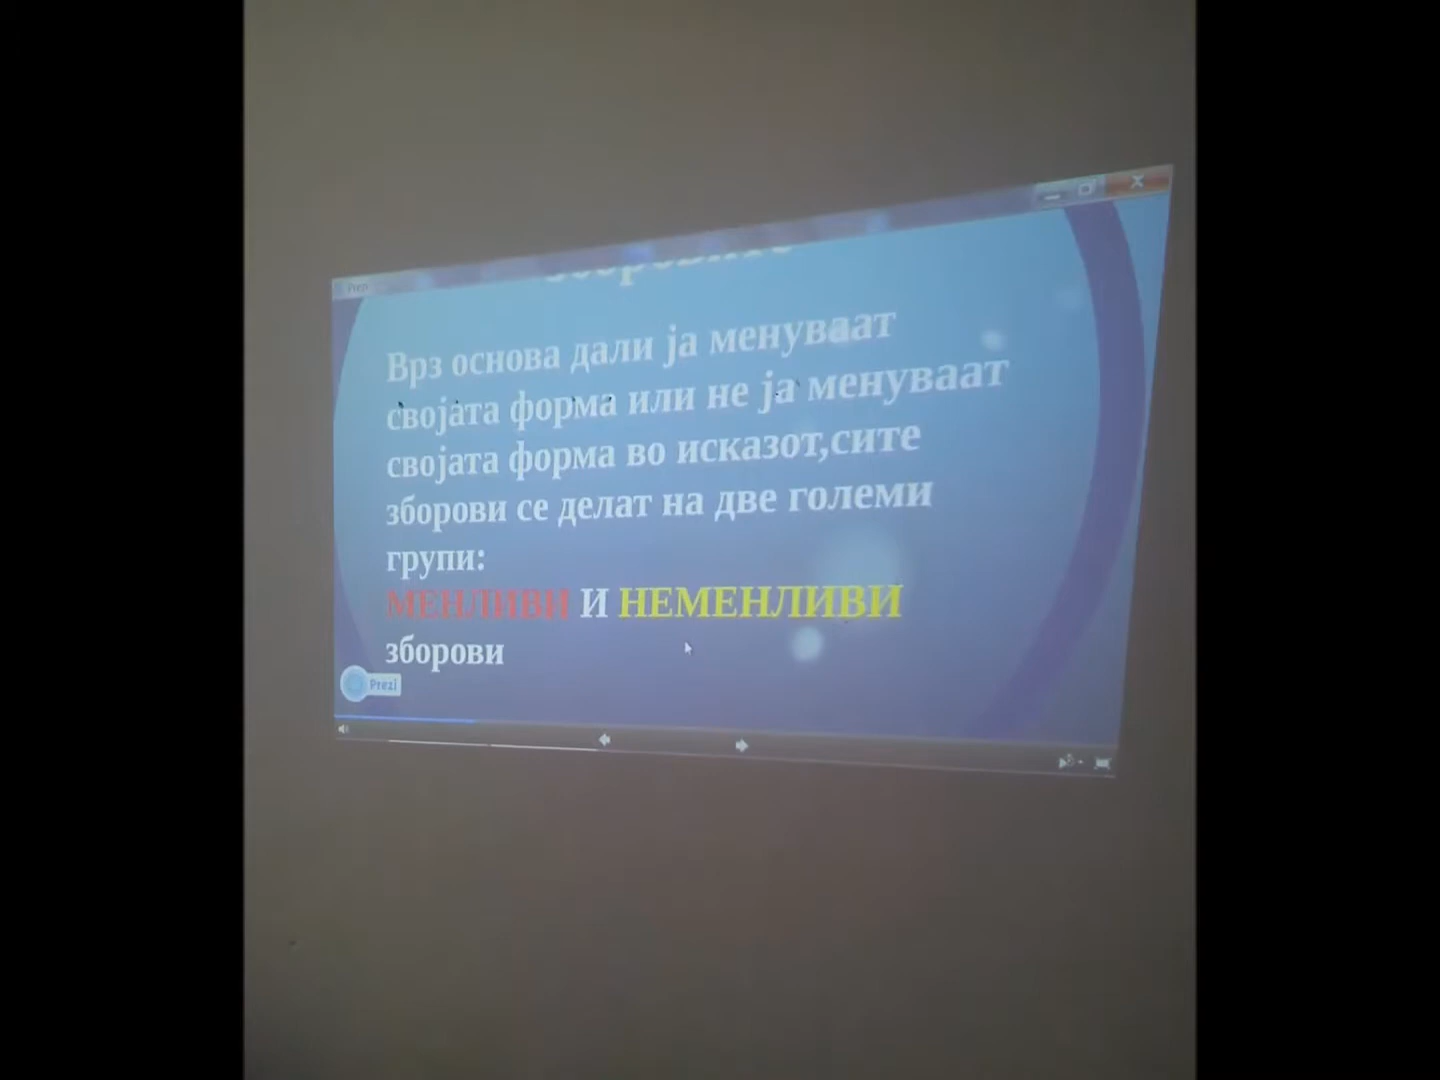 Prezi
Врз основа дали ја менуваат
својата форма или не ја менуваат
својата форма во исказот,сите
зборови се делат на две големи
групи:
МЕНЛИВИ И НЕМЕНЛИВИ
зборови
Prezi